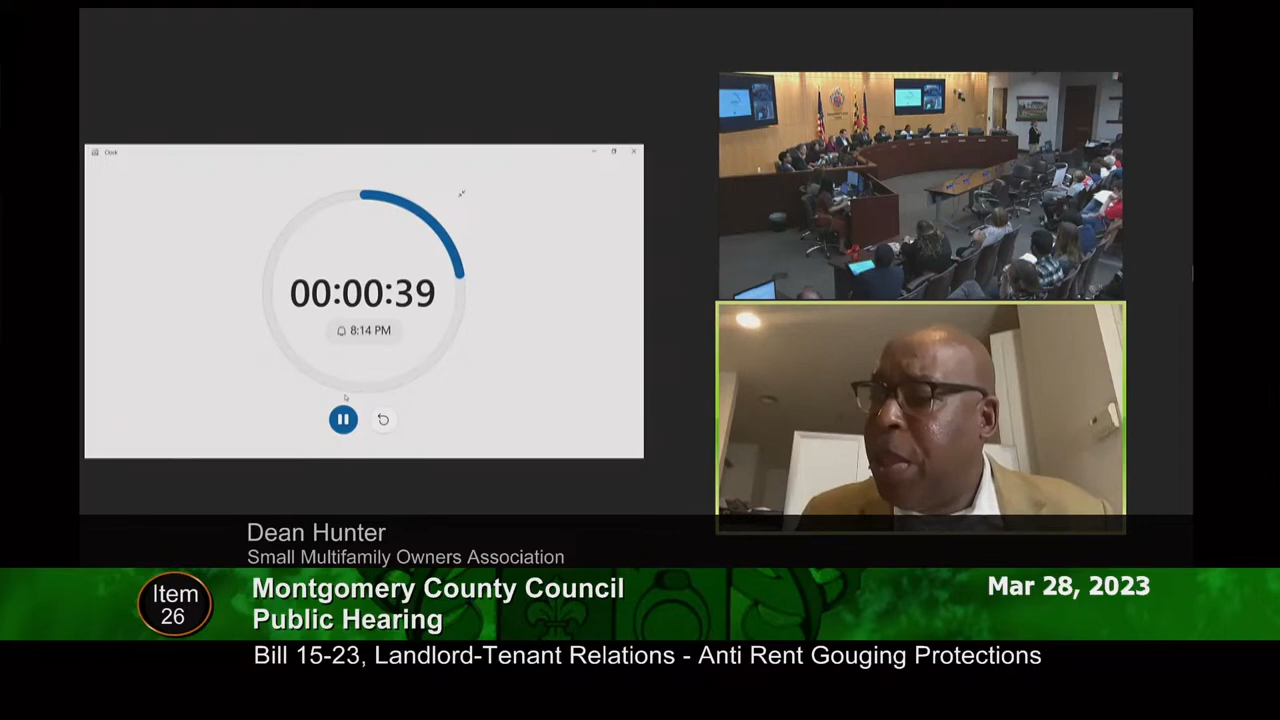 Clock
00:00:39
8:14 PM
Dean Hunter
Small Multifamily Owners Association
Item
26
Montgomery County Council
Public Hearing
Mar 28, 2023
Bill 15-23, Landlord-Tenant Relations - Anti Rent Gouging Protections